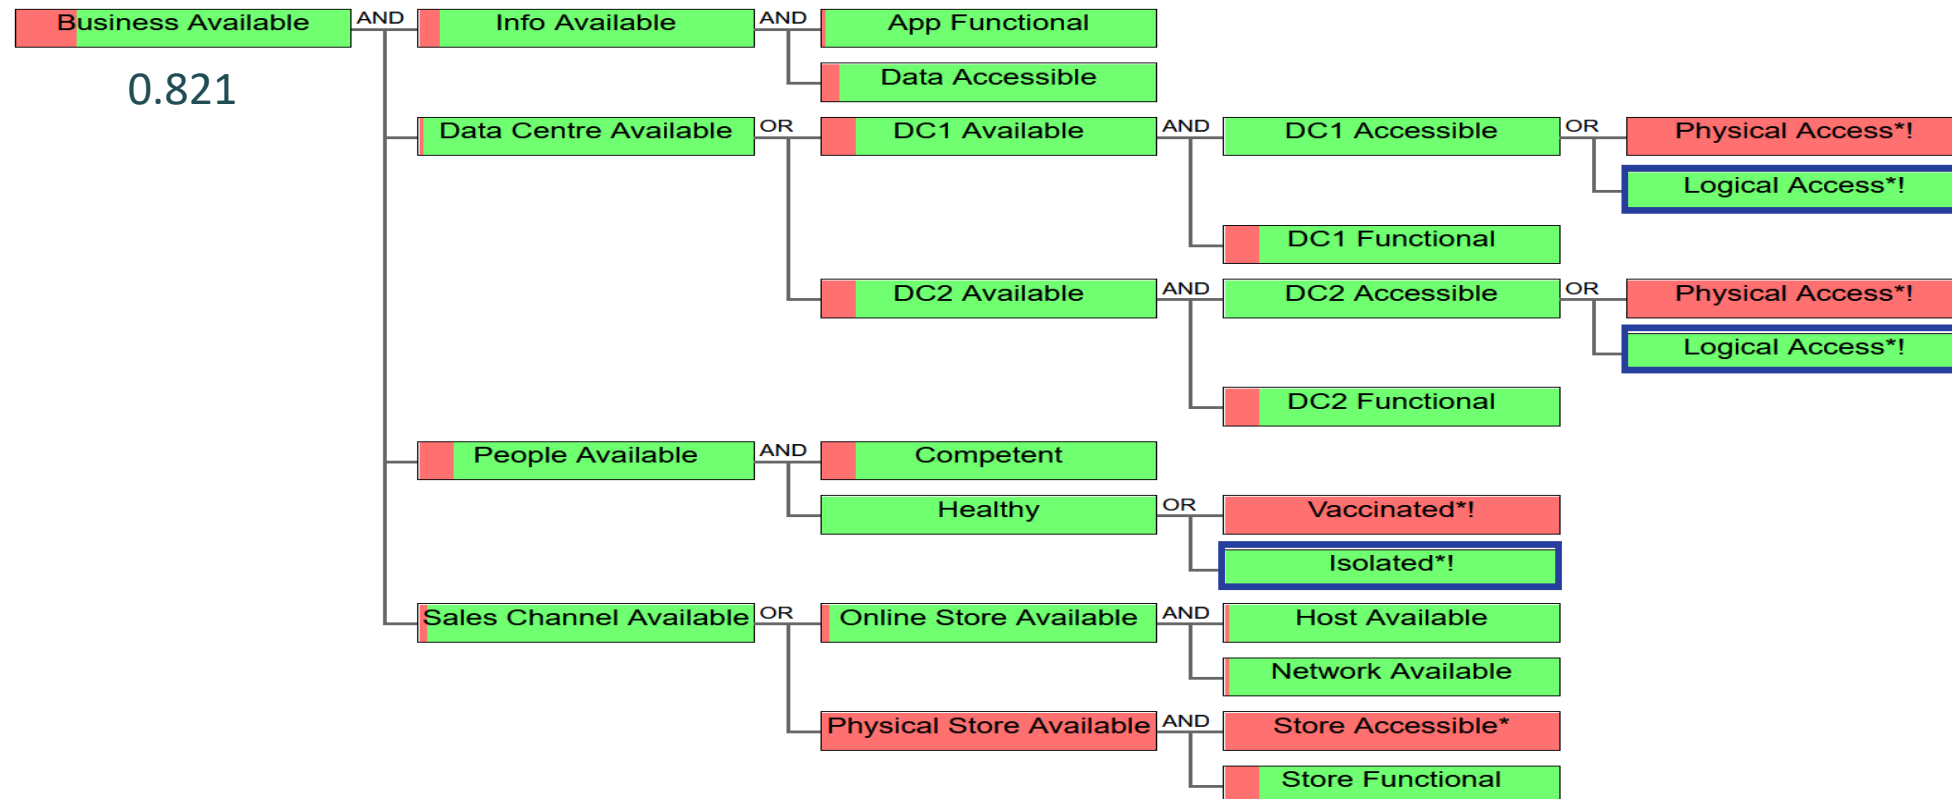 Business Available AND Info Available AND App Functional
Data Accessible
0.821
Data Centre Available OR DC1 Available AND DC1 Accessible OR Physical Access*!
Logical Access*!
DC1 Functional
DC2 Available AND DC2 Accessible OR Physical Access*!
Logical Access*!
DC2 Functional
People Available AND Competent
Healthy OR Vaccinated*!
Isolated*!
Sales Channel Available OR Online Store Available AND Host Available
Network Available
Physical Store Available AND Store Accessible*
Store Functional